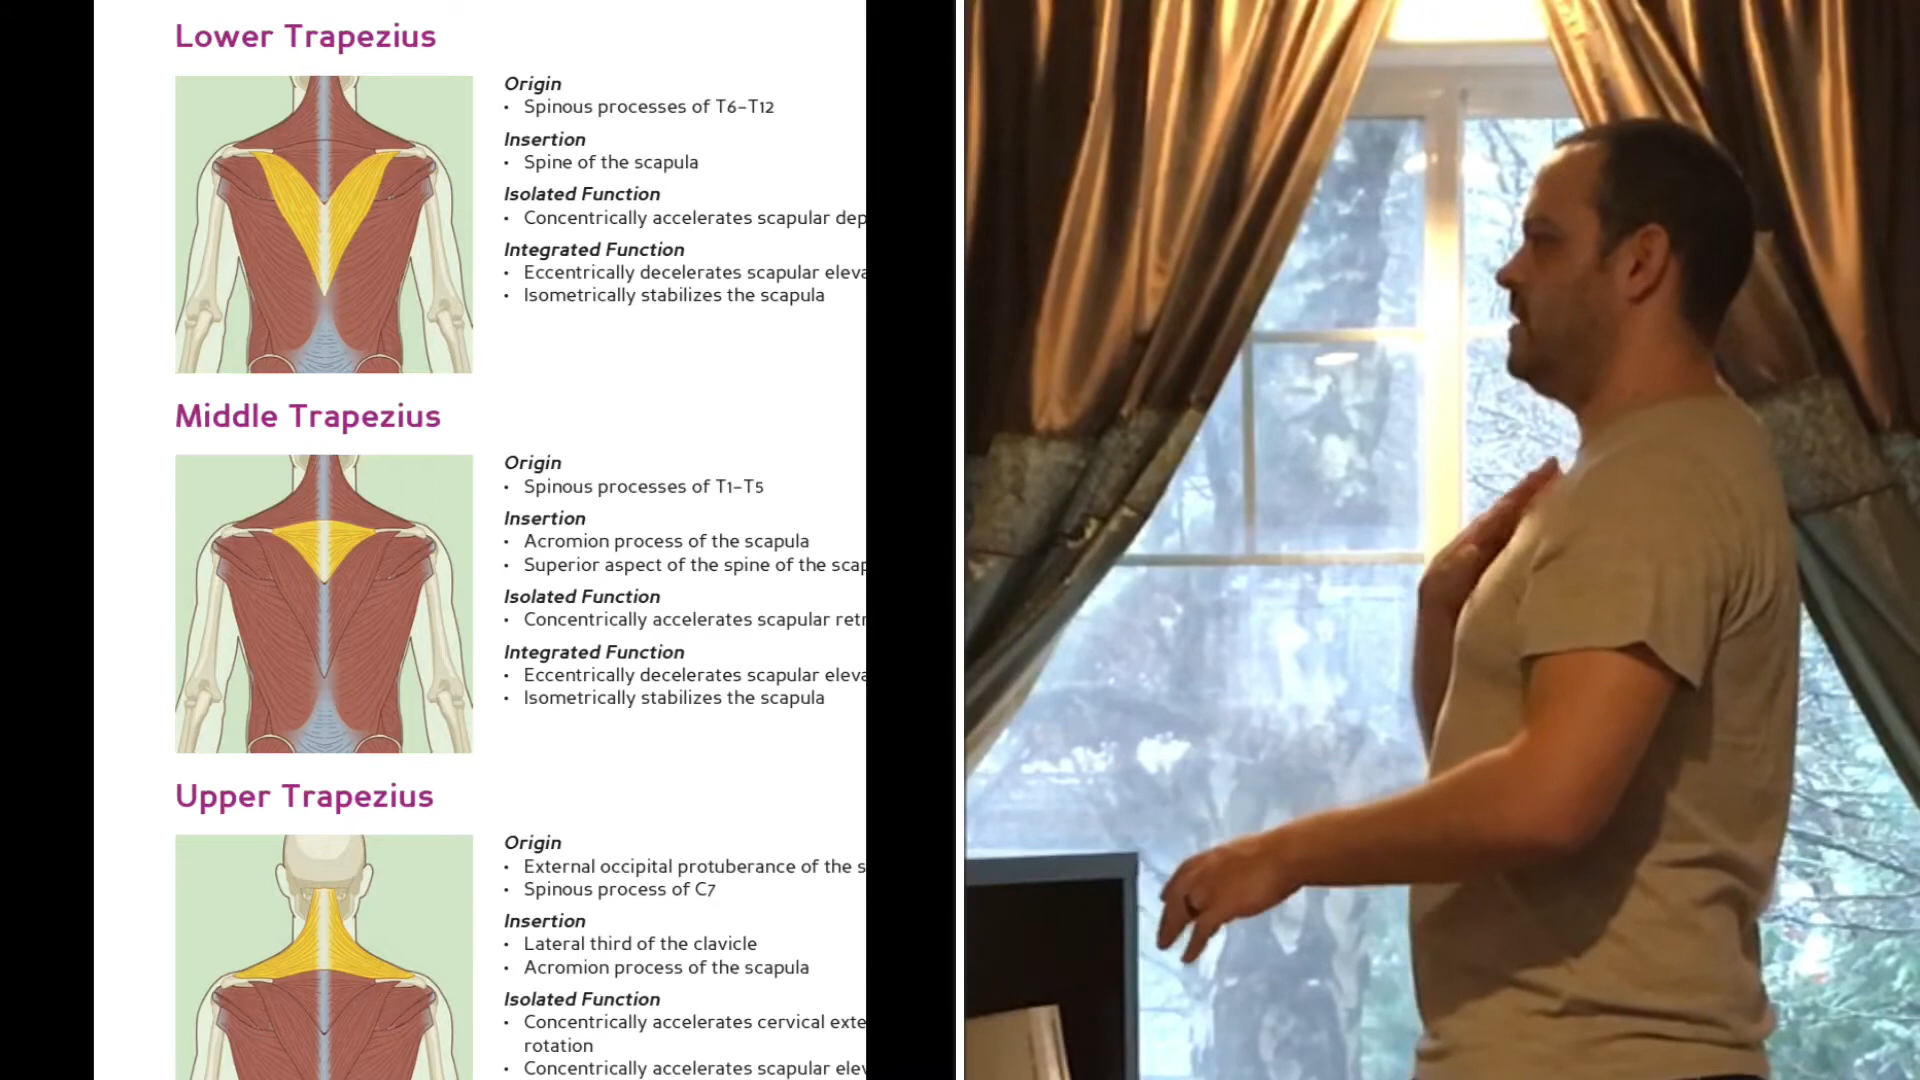 Lower Trapezius
Origin
• Spinous processes of T6–T12
Insertion
• Spine of the scapula
Isolated Function
• Concentrically accelerates scapular dep
Integrated Function
• Eccentrically decelerates scapular eleva
• Isometrically stabilizes the scapula
Middle Trapezius
Origin
• Spinous processes of T1–T5
Insertion
• Acromion process of the scapula
• Superior aspect of the spine of the scap
Isolated Function
• Concentrically accelerates scapular retr
Integrated Function
• Eccentrically decelerates scapular eleva
• Isometrically stabilizes the scapula
Upper Trapezius
Origin
• External occipital protuberance of the s
• Spinous process of C7
Insertion
• Lateral third of the clavicle
• Acromion process of the scapula
Isolated Function
• Concentrically accelerates cervical exte
rotation
• Concentrically accelerates scapular elev